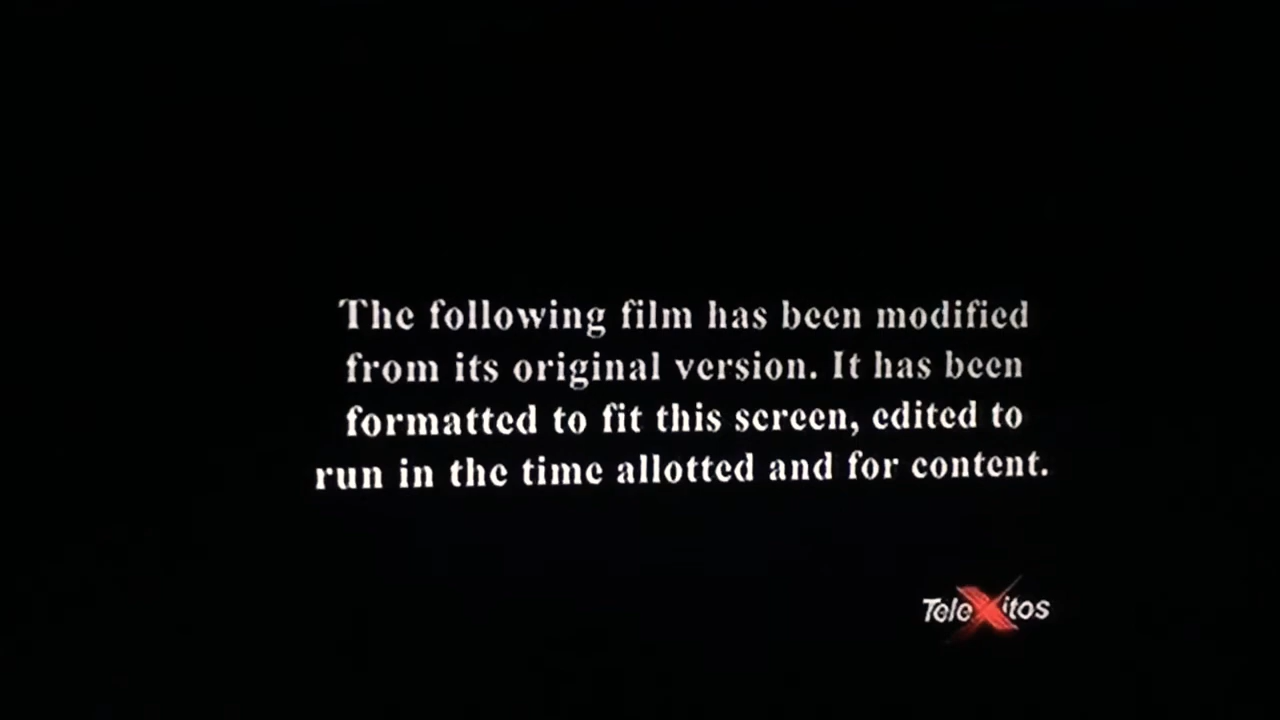 The following film has been modified
from its original version. It has been
formatted to fit this screen, edited to
run in the time allotted and for content.
TeleXitos